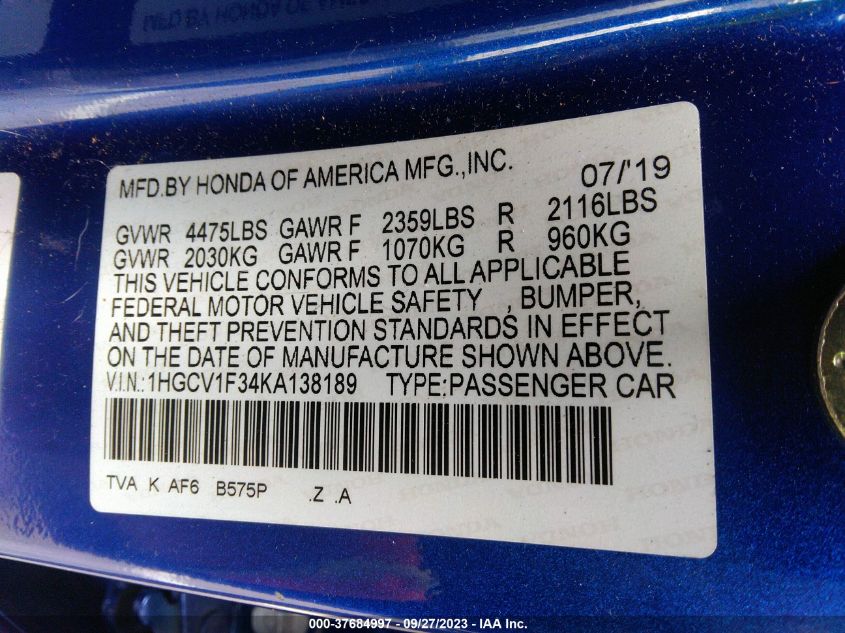 MFD.BY HONDA OF AMERICA MFG.,INC. 07/'19
GVWR 4475LBS GAWR F 2359LBS R 2116LBS
GVWR 2030KG GAWR F 1070KG R 960KG
THIS VEHICLE CONFORMS TO ALL APPLICABLE
FEDERAL MOTOR VEHICLE SAFETY , BUMPER,
AND THEFT PREVENTION STANDARDS IN EFFECT
ON THE DATE OF MANUFACTURE SHOWN ABOVE.
V.I.N.:1HGCV1F34KA138189 TYPE:PASSENGER CAR
TVA K AF6 B575P .Z .A
000-37684997 - 09/27/2023 - IAA Inc.